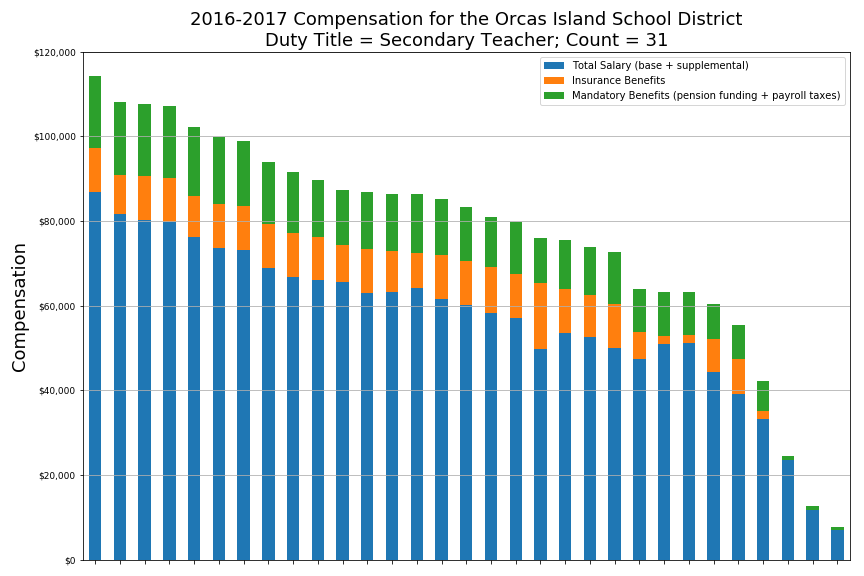 2016-2017 Compensation for the Orcas Island School District
Duty Title = Secondary Teacher; Count = 31
Total Salary (base + supplemental)
Insurance Benefits
Mandatory Benefits (pension funding + payroll taxes)
Compensation
$120,000
$100,000
$80,000
$60,000
$40,000
$20,000
$0